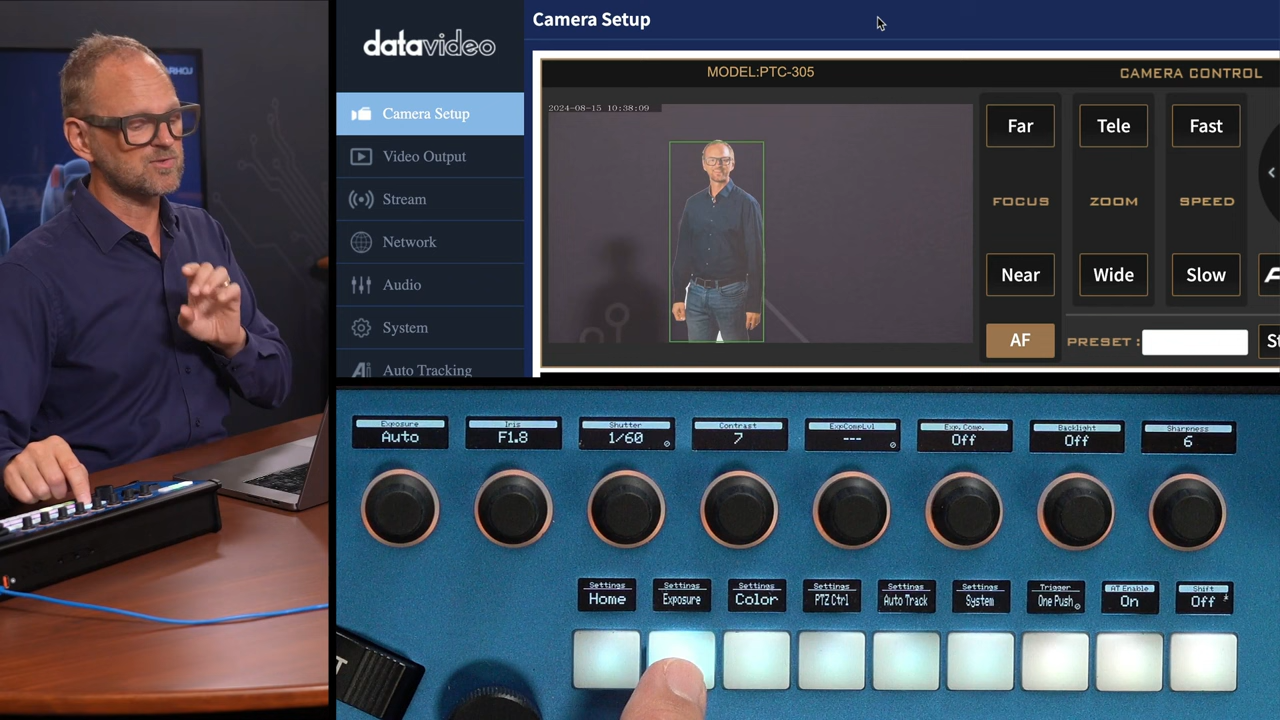 SKAARHOJ
datavideo
Camera Setup
Video Output
Stream
Network
Audio
System
Auto Tracking
Camera Setup
MODEL:PTC-305
CAMERA CONTROL
2024-08-15 10:38:09
Far
Tele
Fast
FOCUS
ZOOM
SPEED
Near
Wide
Slow
AF
PRESET :
St
Exposure
Auto
Iris
F1.8
Shutter
1/60
Contrast
7
ExpCompLvl
---
Exp. Comp.
Off
Backlight
Off
Sharpness
6
Settings
Home
Settings
Exposure
Settings
Color
Settings
PTZ Ctrl
Settings
Auto Track
Settings
System
Trigger
One Push
AT Enable
On
Shift
Off
T